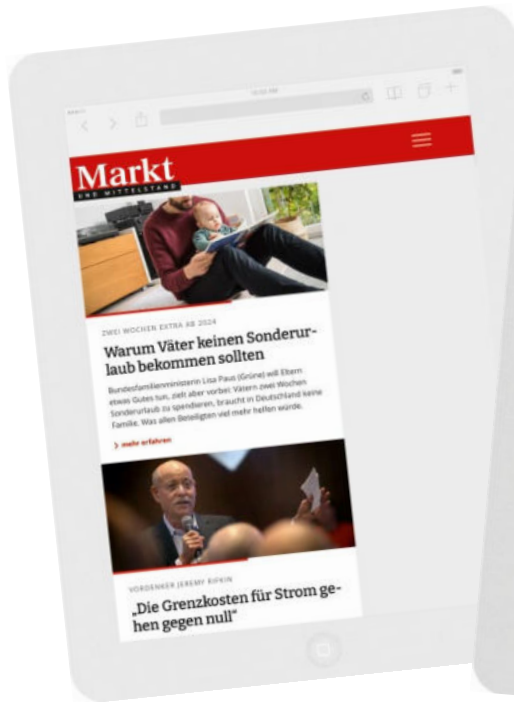 Markt
UND MITTELSTAND
ZWEI WOCHEN EXTRA AB 2024
Warum Väter keinen Sonderur-
laub bekommen sollten
Bundesfamilienministerin Lisa Paus (Grüne) will Eltern
etwas Gutes tun, zielt aber vorbei: Vätern zwei Wochen
Sonderurlaub zu spendieren, braucht in Deutschland keine
Familie. Was allen Beteiligten viel mehr helfen würde.
> mehr erfahren
VORDENKER JEREMY RIFKIN
„Die Grenzkosten für Strom ge-
hen gegen null“